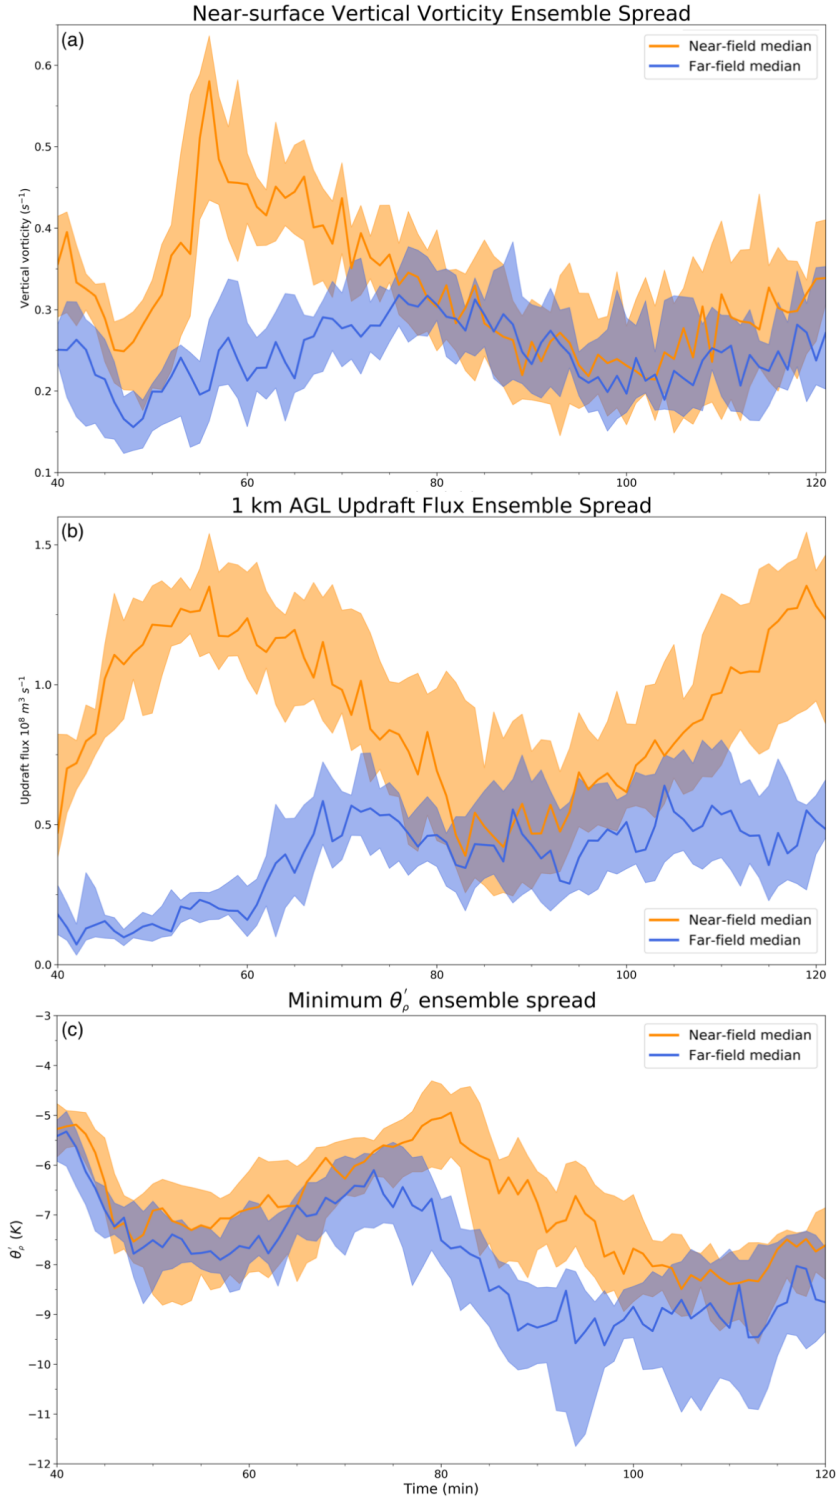 Near-surface Vertical Vorticity Ensemble Spread
(a)
Near-field median
Far-field median
Vertical vorticity (s⁻¹)
0.6
0.5
0.4
0.3
0.2
0.1
40 60 80 100 120
1 km AGL Updraft Flux Ensemble Spread
(b)
Updraft flux 10⁸ m³ s⁻¹
1.5
1.0
0.5
0.0
Near-field median
Far-field median
40 60 80 100 120
Minimum θ′ᵨ ensemble spread
(c)
Near-field median
Far-field median
θ′ᵨ (K)
−3
−4
−5
−6
−7
−8
−9
−10
−11
−12
40 60 80 100 120
Time (min)